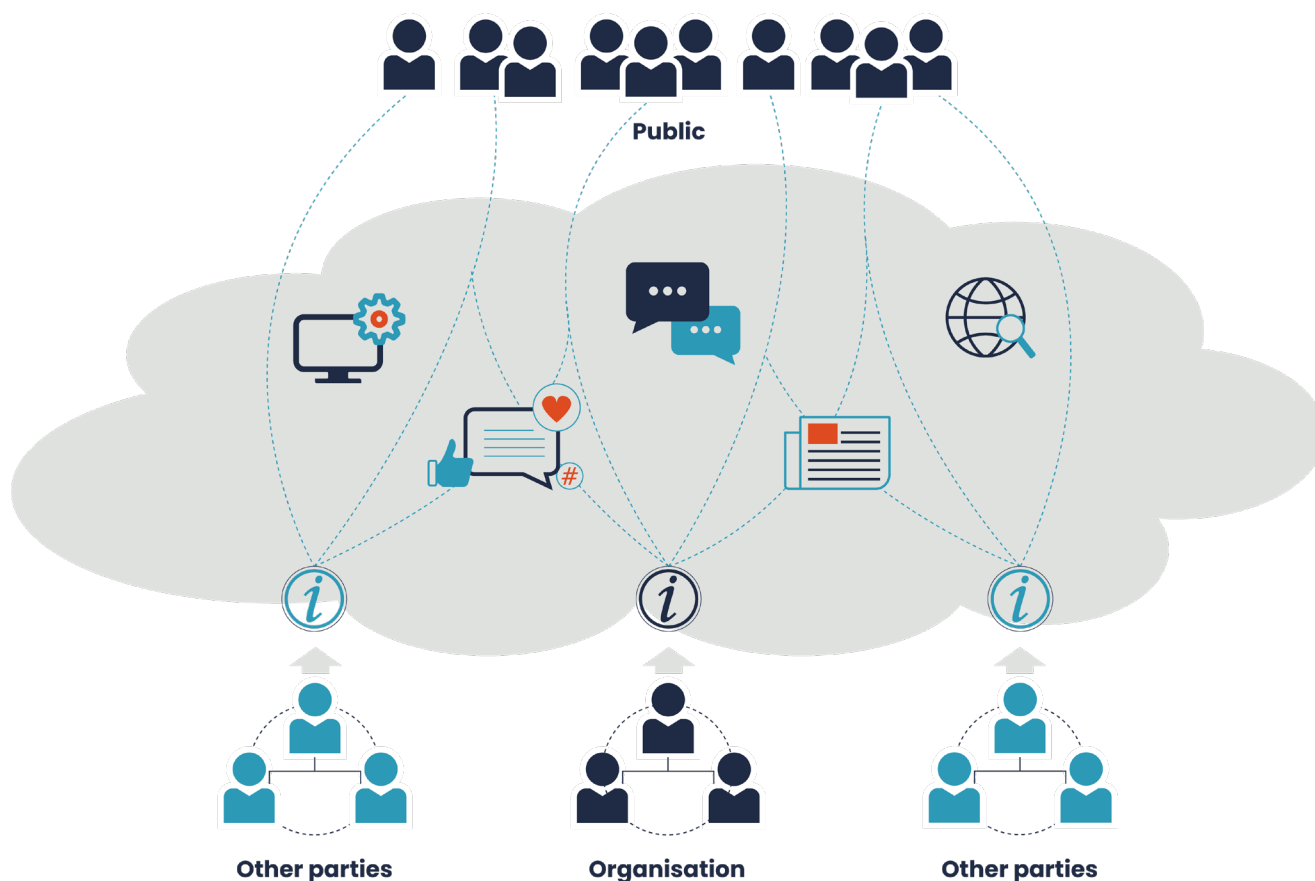 Public
#
i
i
i
Other parties
Organisation
Other parties